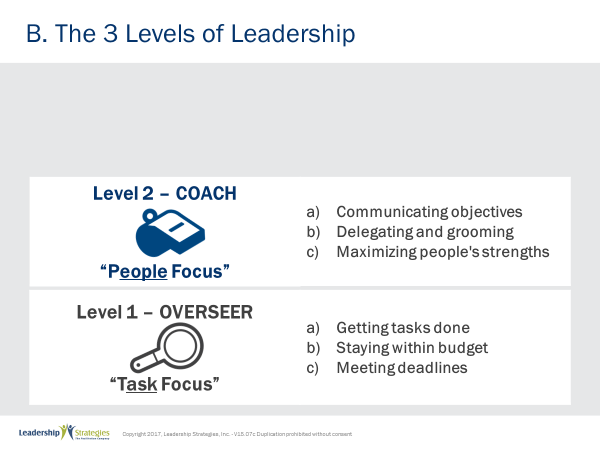 B. The 3 Levels of Leadership
Level 2 – COACH
“People Focus”
a) Communicating objectives
b) Delegating and grooming
c) Maximizing people's strengths
Level 1 – OVERSEER
“Task Focus”
a) Getting tasks done
b) Staying within budget
c) Meeting deadlines
Leadership Strategies
The Facilitation Company
Copyright 2017, Leadership Strategies, Inc. - V15.07c Duplication prohibited without consent